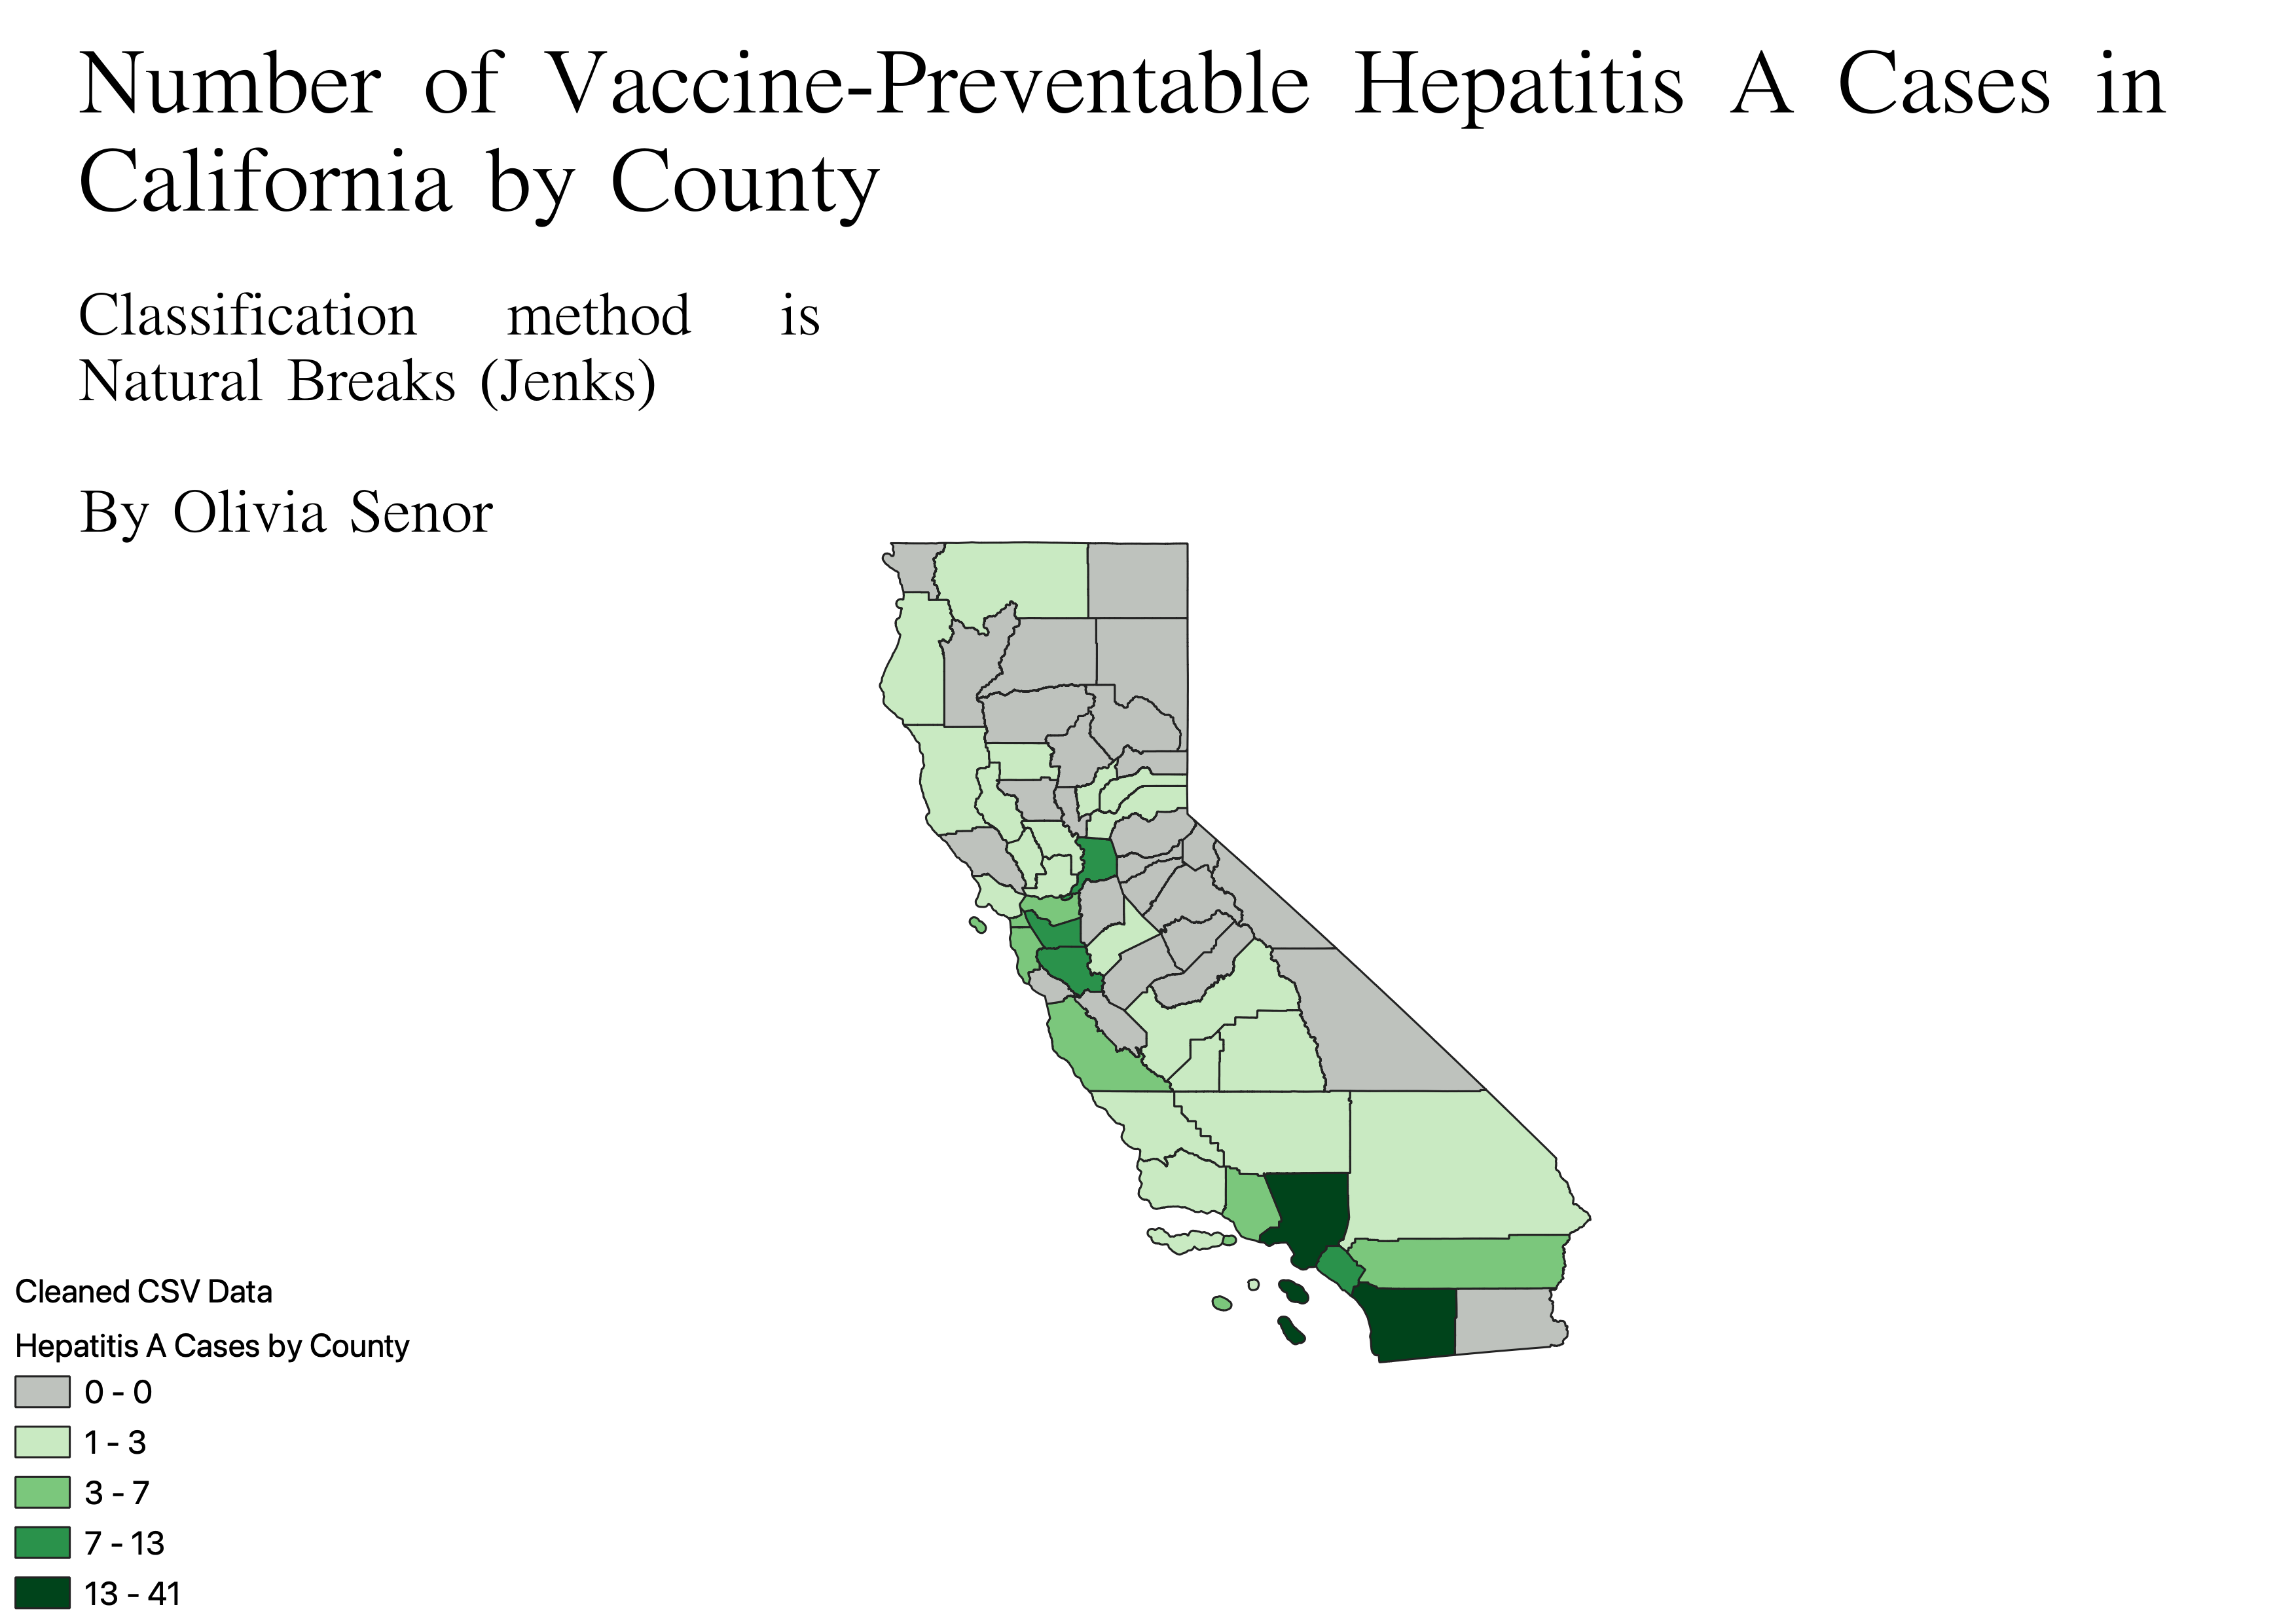 Number of Vaccine-Preventable Hepatitis A Cases in
California by County
Classification method is
Natural Breaks (Jenks)
By Olivia Senor
Cleaned CSV Data
Hepatitis A Cases by County
0 - 0
1 - 3
3 - 7
7 - 13
13 - 41